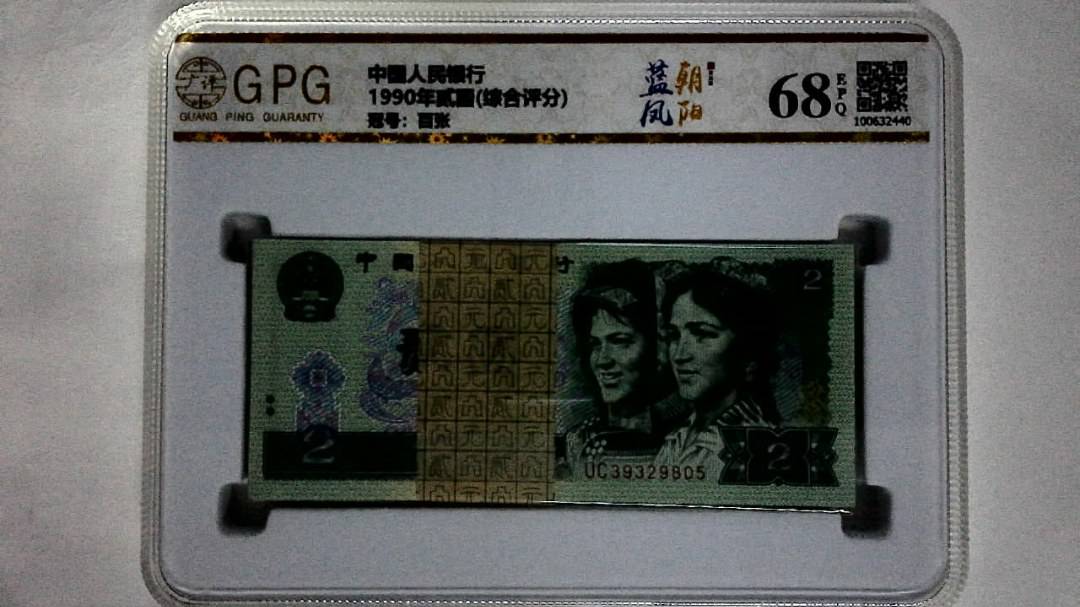 GPG
GUANG PING GUARANTY
中国人民银行
1990年贰圆(综合评分)
冠号：百张
蓝凤
朝阳
68
EPQ
100632440
中国
2
2
UC39329805
2